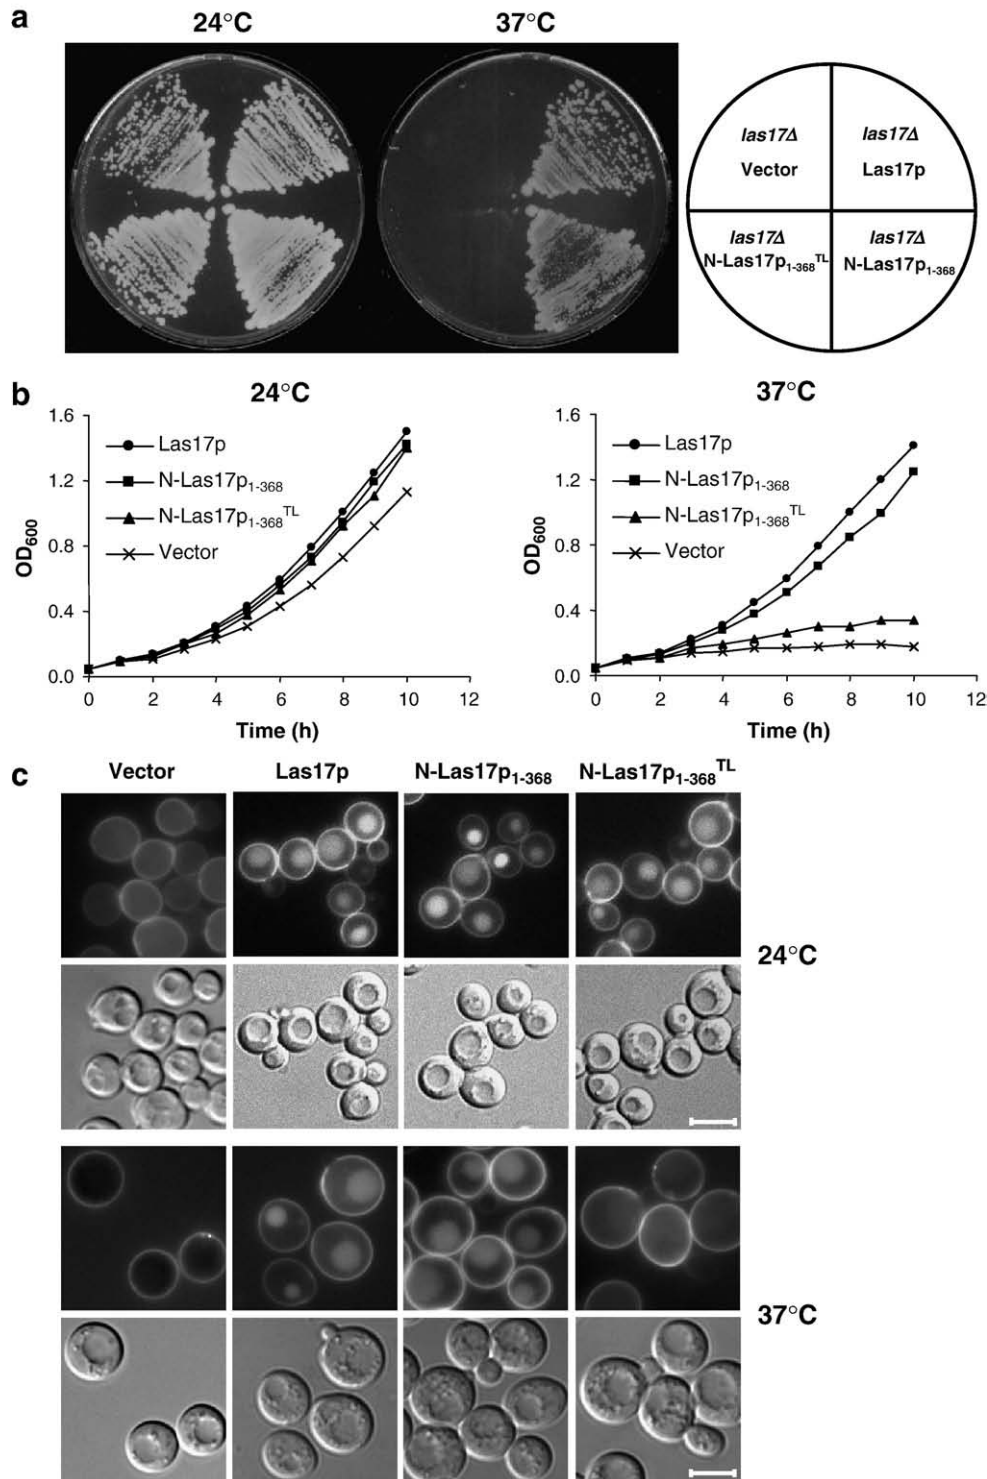 a
24°C 37°C
las17Δ las17Δ
Vector Las17p
las17Δ las17Δ
N-Las17p1-368TL N-Las17p1-368
b
24°C
1.6
1.2
0.8
0.4
0.0
OD600
Las17p
N-Las17p1-368
N-Las17p1-368TL
Vector
0 2 4 6 8 10 12
Time (h)
37°C
1.6
1.2
0.8
0.4
0.0
OD600
Las17p
N-Las17p1-368
N-Las17p1-368TL
Vector
0 2 4 6 8 10 12
Time (h)
c
Vector Las17p N-Las17p1-368 N-Las17p1-368TL
24°C
37°C